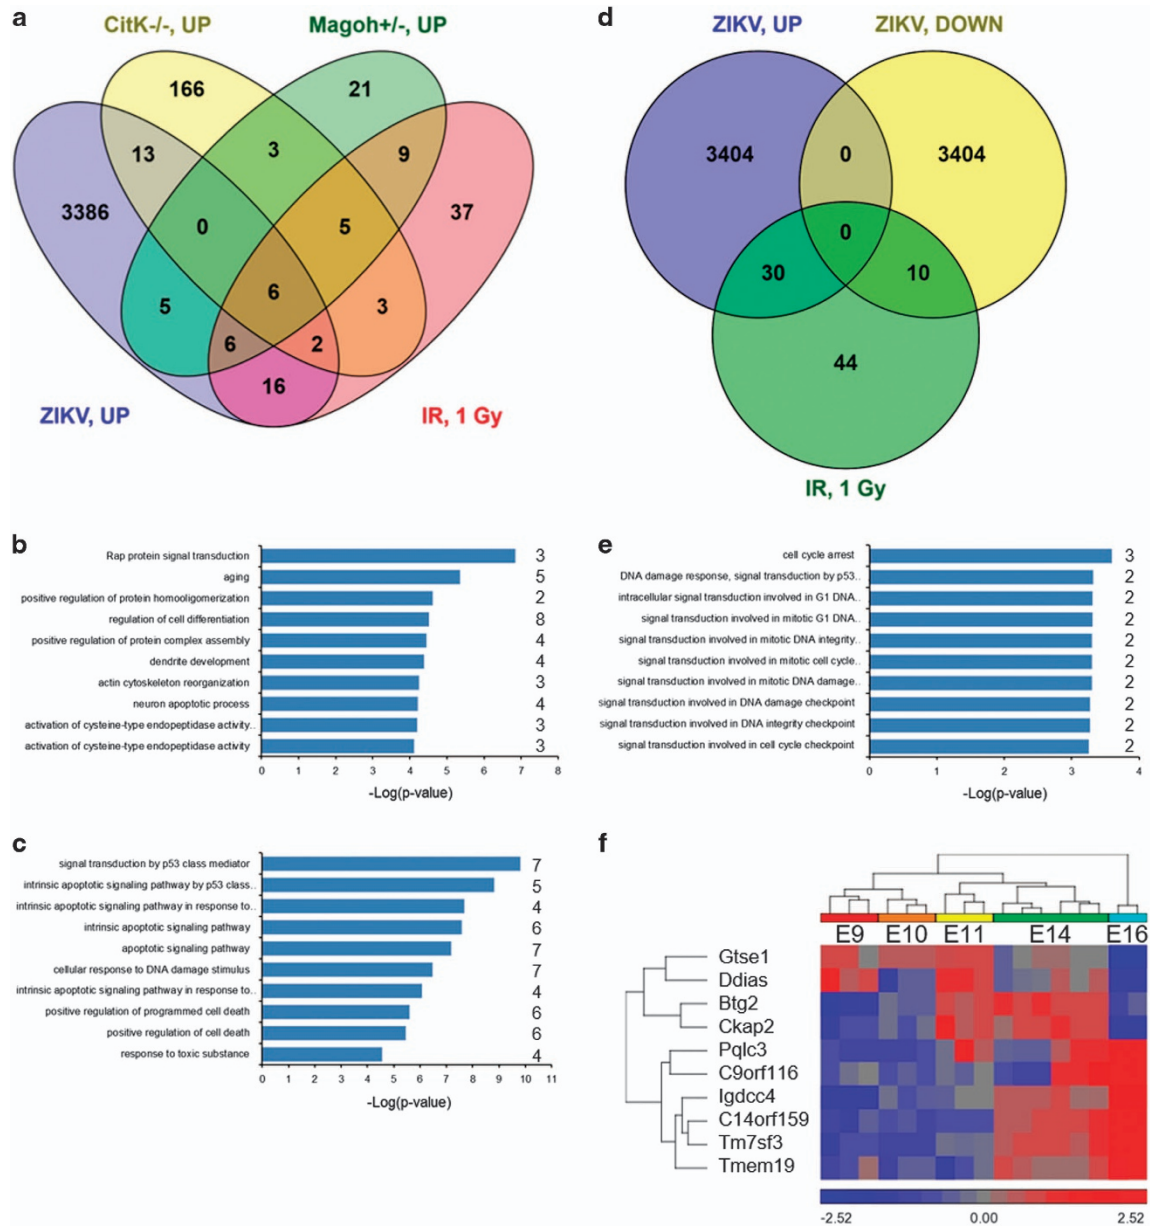 a
CitK-/-, UP
Magoh+/-, UP
166
21
13
3
9
3386
0
5
37
5
6
3
6
2
16
ZIKV, UP
IR, 1 Gy
d
ZIKV, UP
ZIKV, DOWN
3404
0
3404
0
30
10
44
IR, 1 Gy
b
Rap protein signal transduction 3
aging 5
positive regulation of protein homooligomerization 2
regulation of cell differentiation 8
positive regulation of protein complex assembly 4
dendrite development 4
actin cytoskeleton reorganization 3
neuron apoptotic process 4
activation of cysteine-type endopeptidase activity.. 3
activation of cysteine-type endopeptidase activity 3
0 1 2 3 4 5 6 7 8
-Log(p-value)
e
cell cycle arrest 3
DNA damage response, signal transduction by p53.. 2
intracellular signal transduction involved in G1 DNA.. 2
signal transduction involved in mitotic G1 DNA.. 2
signal transduction involved in mitotic DNA integrity.. 2
signal transduction involved in mitotic cell cycle.. 2
signal transduction involved in mitotic DNA damage.. 2
signal transduction involved in DNA damage checkpoint 2
signal transduction involved in DNA integrity checkpoint 2
signal transduction involved in cell cycle checkpoint 2
0 1 2 3 4
-Log(p-value)
c
signal transduction by p53 class mediator 7
intrinsic apoptotic signaling pathway by p53 class.. 5
intrinsic apoptotic signaling pathway in response to.. 4
intrinsic apoptotic signaling pathway 6
apoptotic signaling pathway 7
cellular response to DNA damage stimulus 7
intrinsic apoptotic signaling pathway in response to.. 4
positive regulation of programmed cell death 6
positive regulation of cell death 6
response to toxic substance 4
0 1 2 3 4 5 6 7 8 9 10 11
-Log(p-value)
f
E9 E10 E11 E14 E16
Gtse1
Ddias
Btg2
Ckap2
Pqlc3
C9orf116
Igdcc4
C14orf159
Tm7sf3
Tmem19
-2.52 0.00 2.52